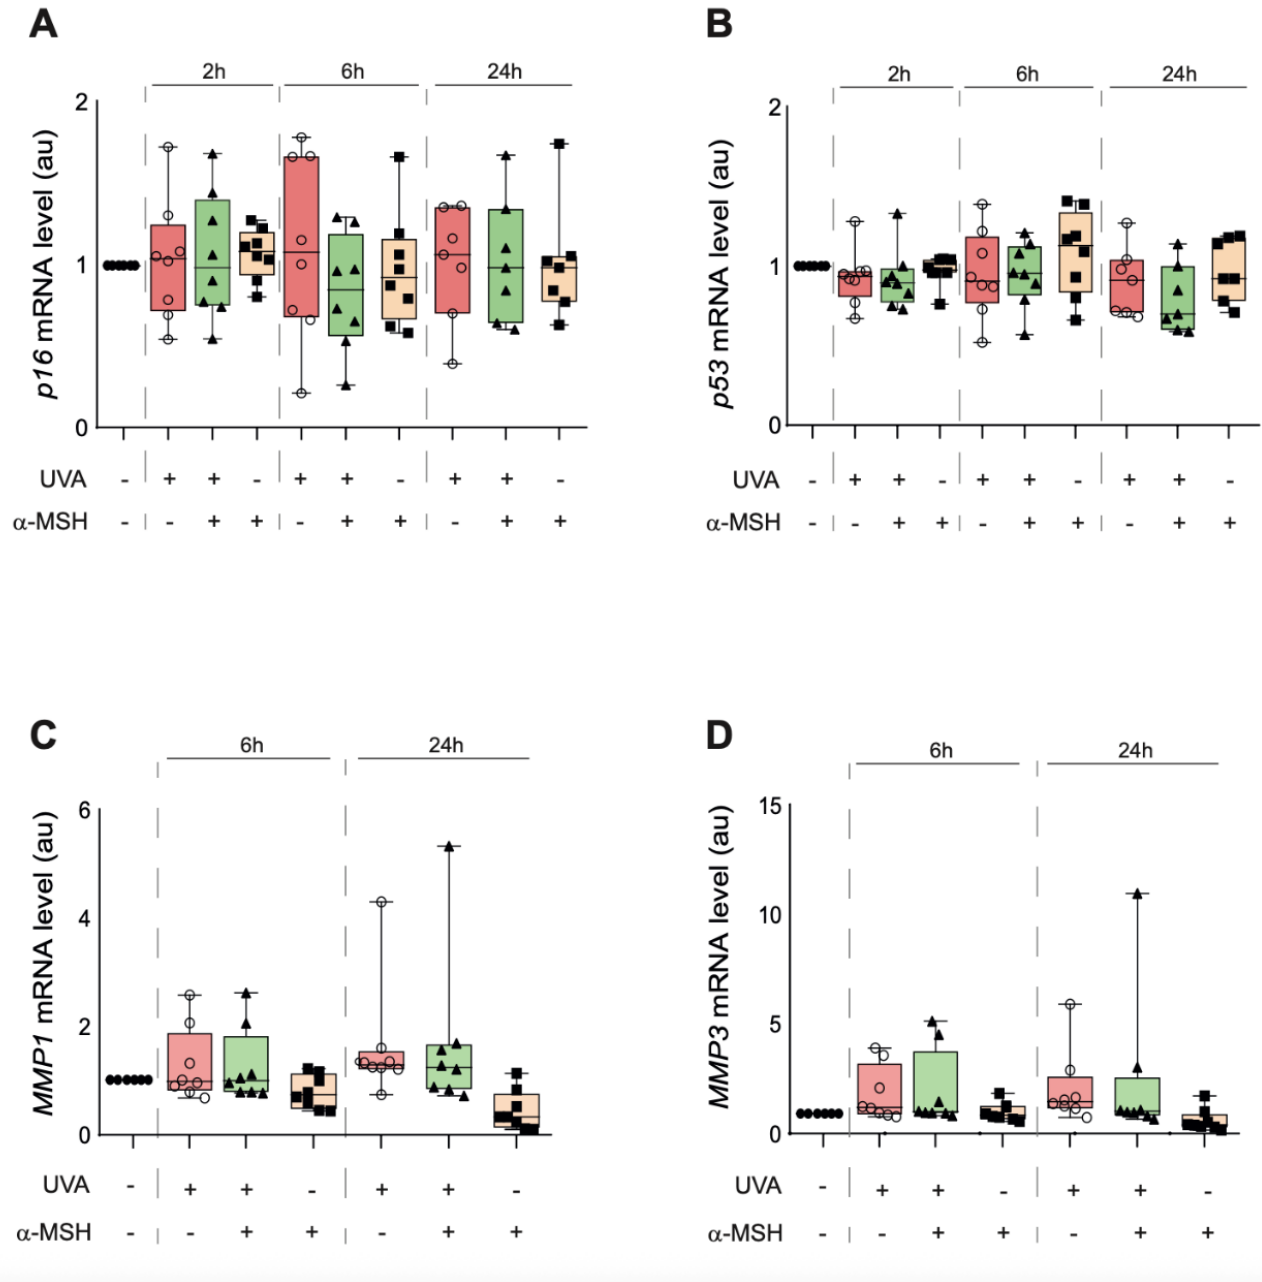 A
B
2h 6h 24h
2h 6h 24h
p16 mRNA level (au)
2
1
0
p53 mRNA level (au)
2
1
0
UVA - + + - + + - + + -
α-MSH - - + + - + + - + +
UVA - + + - + + - + + -
α-MSH - - + + - + + - + +
C
D
6h 24h
6h 24h
MMP1 mRNA level (au)
6
4
2
0
MMP3 mRNA level (au)
15
10
5
0
UVA - + + - + + -
α-MSH - - + + - + +
UVA - + + - + + -
α-MSH - - + + - + +